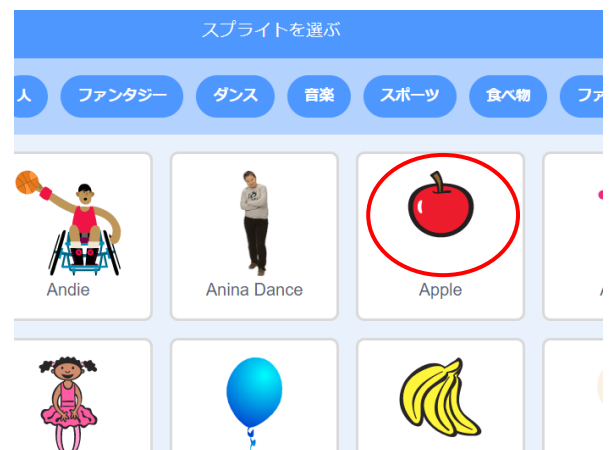 スプライトを選ぶ
人 ファンタジー ダンス 音楽 スポーツ 食べ物 ファ
Andie Anina Dance Apple